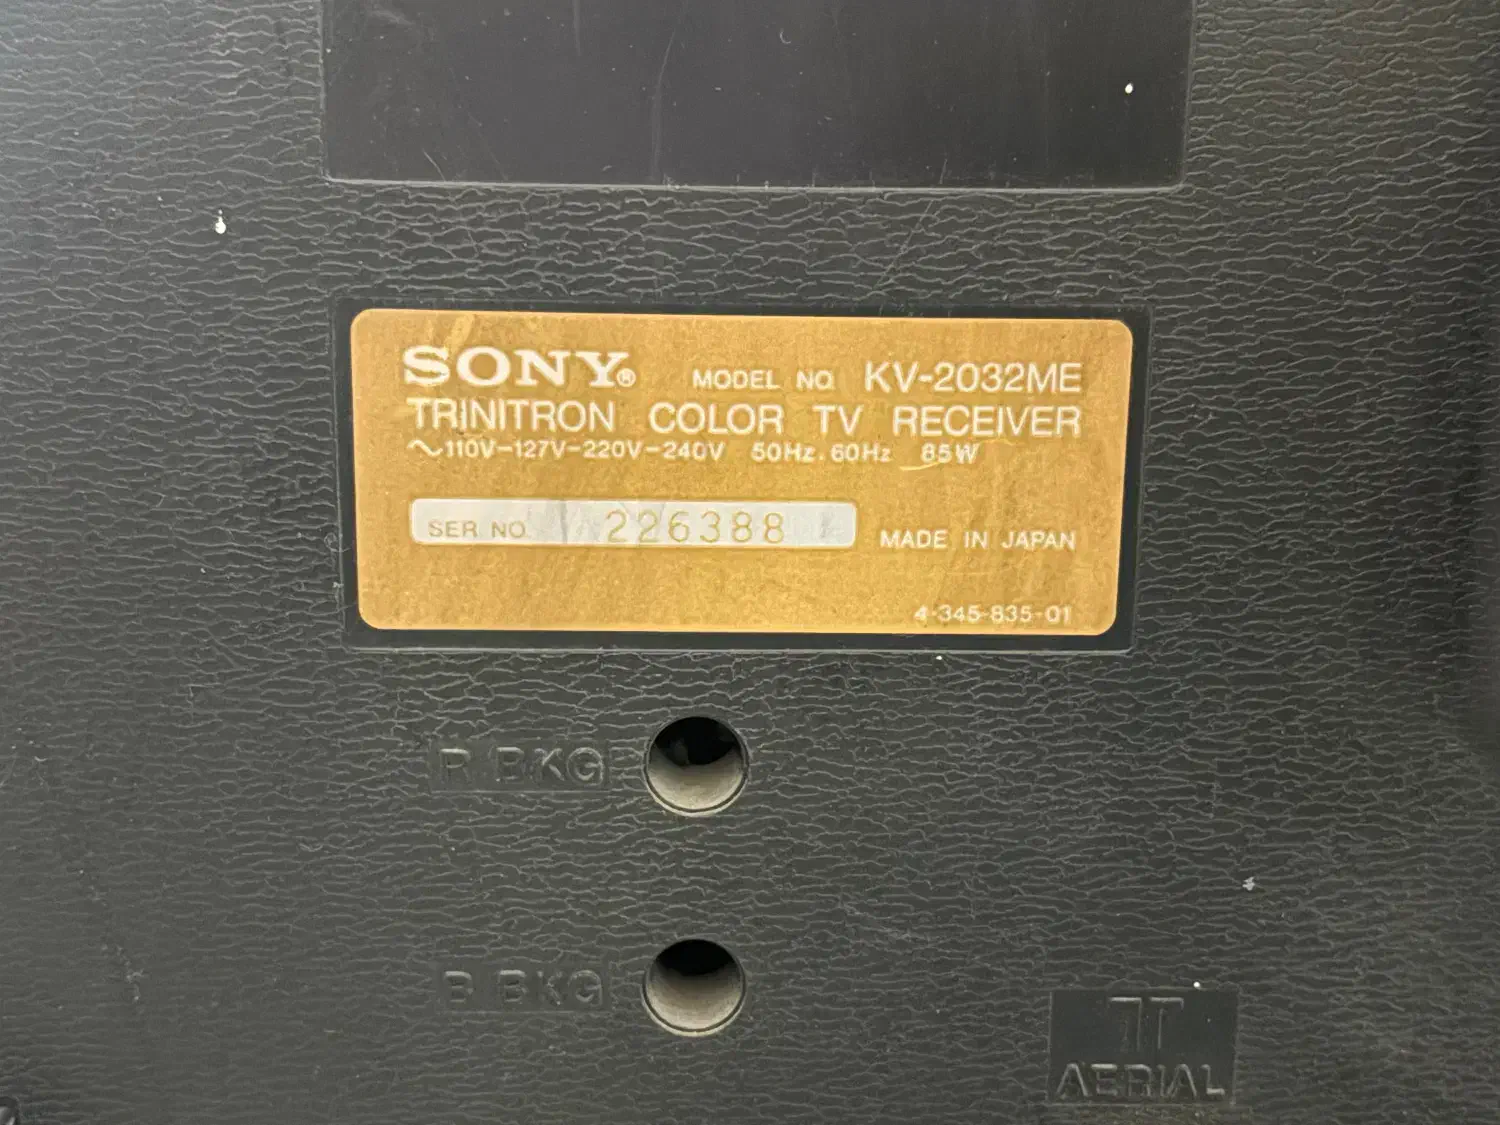 SONY® MODEL NO. KV-2032ME
TRINITRON COLOR TV RECEIVER
~110V-127V-220V-240V 50Hz.60Hz 85W
SER. NO. 226388
MADE IN JAPAN
4-345-835-01
R BKG
B BKG
AERIAL